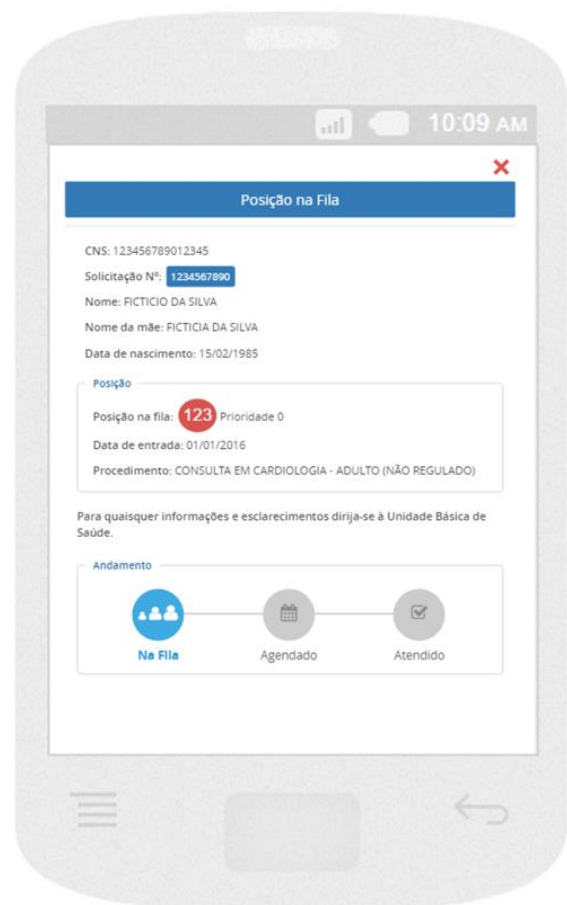 10:09 AM
Posição na Fila
CNS: 123456789012345
Solicitação Nº: 1234567890
Nome: FICTICIO DA SILVA
Nome da mãe: FICTICIA DA SILVA
Data de nascimento: 15/02/1985
Posição
Posição na fila: 123 Prioridade 0
Data de entrada: 01/01/2016
Procedimento: CONSULTA EM CARDIOLOGIA - ADULTO (NÃO REGULADO)
Para quaisquer informações e esclarecimentos dirija-se à Unidade Básica de
Saúde.
Andamento
Na Fila Agendado Atendido